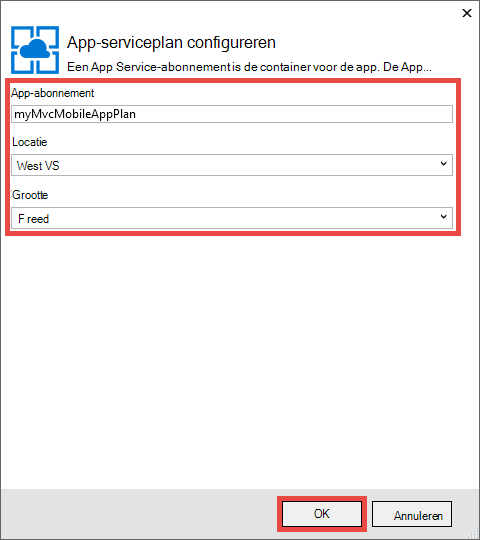 App-serviceplan configureren
Een App Service-abonnement is de container voor de app. De App...
App-abonnement
myMvcMobileAppPlan
Locatie
West VS
Grootte
Freed
OK
Annuleren